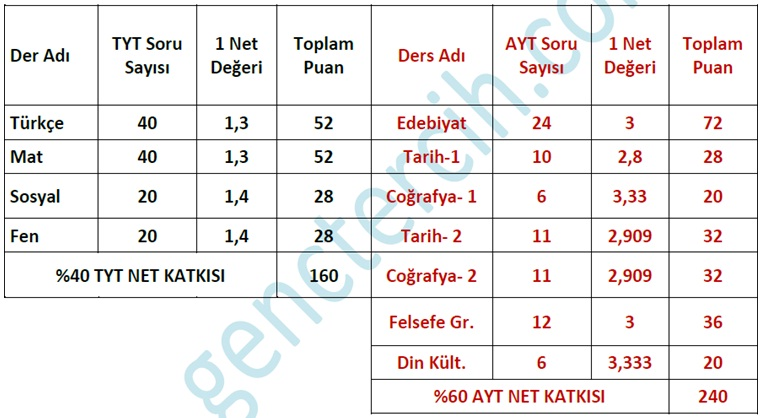 Der Adı TYT Soru Sayısı 1 Net Değeri Toplam Puan Ders Adı AYT Soru Sayısı 1 Net Değeri Toplam Puan
Türkçe 40 1,3 52 Edebiyat 24 3 72
Mat 40 1,3 52 Tarih-1 10 2,8 28
Sosyal 20 1,4 28 Coğrafya- 1 6 3,33 20
Fen 20 1,4 28 Tarih- 2 11 2,909 32
%40 TYT NET KATKISI 160 Coğrafya- 2 11 2,909 32
Felsefe Gr. 12 3 36
Din Kült. 6 3,333 20
%60 AYT NET KATKISI 240
genctercih.co